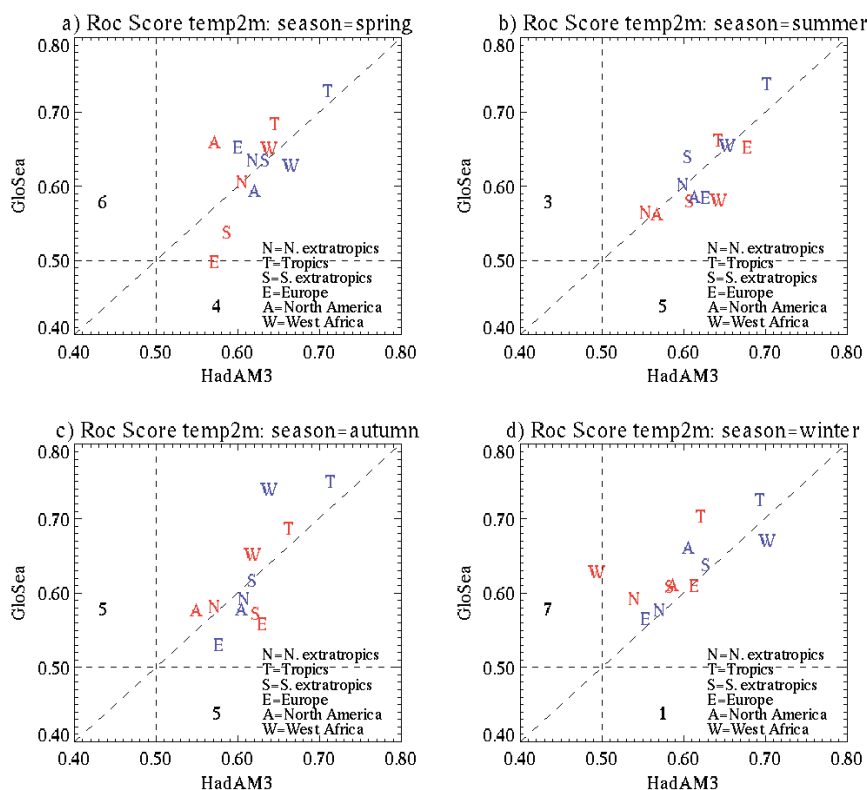 a) Roc Score temp2m: season=spring
0.80
0.70
0.60
0.50
0.40
GloSea
T
T
A
E
W
N
S
W
N
A
S
E
6
4
N=N. extratropics
T=Tropics
S=S. extratropics
E=Europe
A=North America
W=West Africa
0.40 0.50 0.60 0.70 0.80
HadAM3
b) Roc Score temp2m: season=summer
0.80
0.70
0.60
0.50
0.40
GloSea
T
T
W
E
S
N
A
E
S
W
N
A
3
5
N=N. extratropics
T=Tropics
S=S. extratropics
E=Europe
A=North America
W=West Africa
0.40 0.50 0.60 0.70 0.80
HadAM3
c) Roc Score temp2m: season=autumn
0.80
0.70
0.60
0.50
0.40
GloSea
T
W
T
W
S
N
A
N
A
S
E
E
5
5
N=N. extratropics
T=Tropics
S=S. extratropics
E=Europe
A=North America
W=West Africa
0.40 0.50 0.60 0.70 0.80
HadAM3
d) Roc Score temp2m: season=winter
0.80
0.70
0.60
0.50
0.40
GloSea
T
T
W
A
S
W
S
A
E
N
N
E
7
1
N=N. extratropics
T=Tropics
S=S. extratropics
E=Europe
A=North America
W=West Africa
0.40 0.50 0.60 0.70 0.80
HadAM3